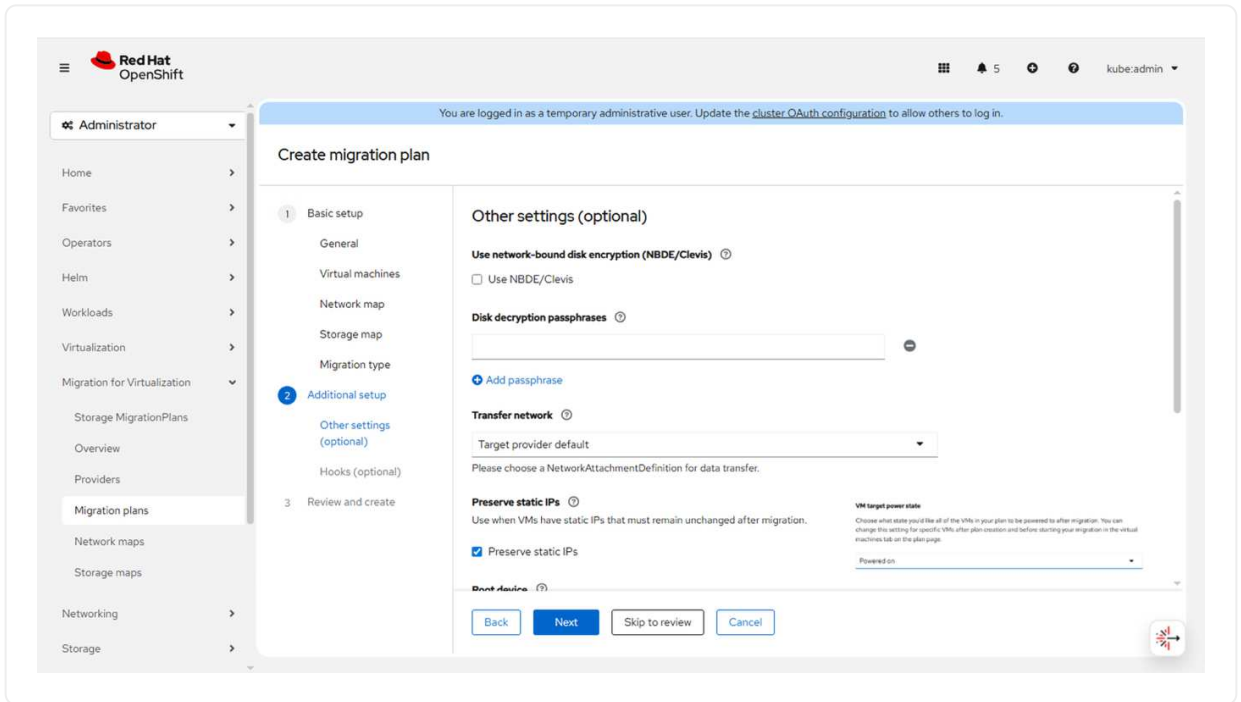 Red Hat
OpenShift
5
kube:admin
Administrator
Home
Favorites
Operators
Helm
Workloads
Virtualization
Migration for Virtualization
Storage MigrationPlans
Overview
Providers
Migration plans
Network maps
Storage maps
Networking
Storage
You are logged in as a temporary administrative user. Update the cluster OAuth configuration to allow others to log in.
Create migration plan
1 Basic setup
General
Virtual machines
Network map
Storage map
Migration type
2 Additional setup
Other settings
(optional)
Hooks (optional)
3 Review and create
Other settings (optional)
Use network-bound disk encryption (NBDE/Clevis)
Use NBDE/Clevis
Disk decryption passphrases
Add passphrase
Transfer network
Target provider default
Please choose a NetworkAttachmentDefinition for data transfer.
Preserve static IPs
Use when VMs have static IPs that must remain unchanged after migration.
Preserve static IPs
VM target power state
Choose what state you'd like all of the VMs in your plan to be powered to after migration. You can
change this setting for specific VMs after plan creation and before starting your migration in the virtual
machines tab on the plan page.
Powered on
Root device
Back
Next
Skip to review
Cancel